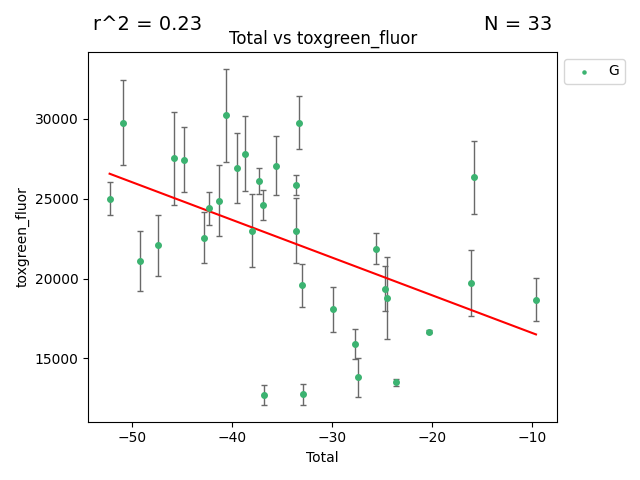 r^2 = 0.23
N = 33
Total vs toxgreen_fluor
G
30000
25000
20000
15000
toxgreen_fluor
−50
−40
−30
−20
−10
Total